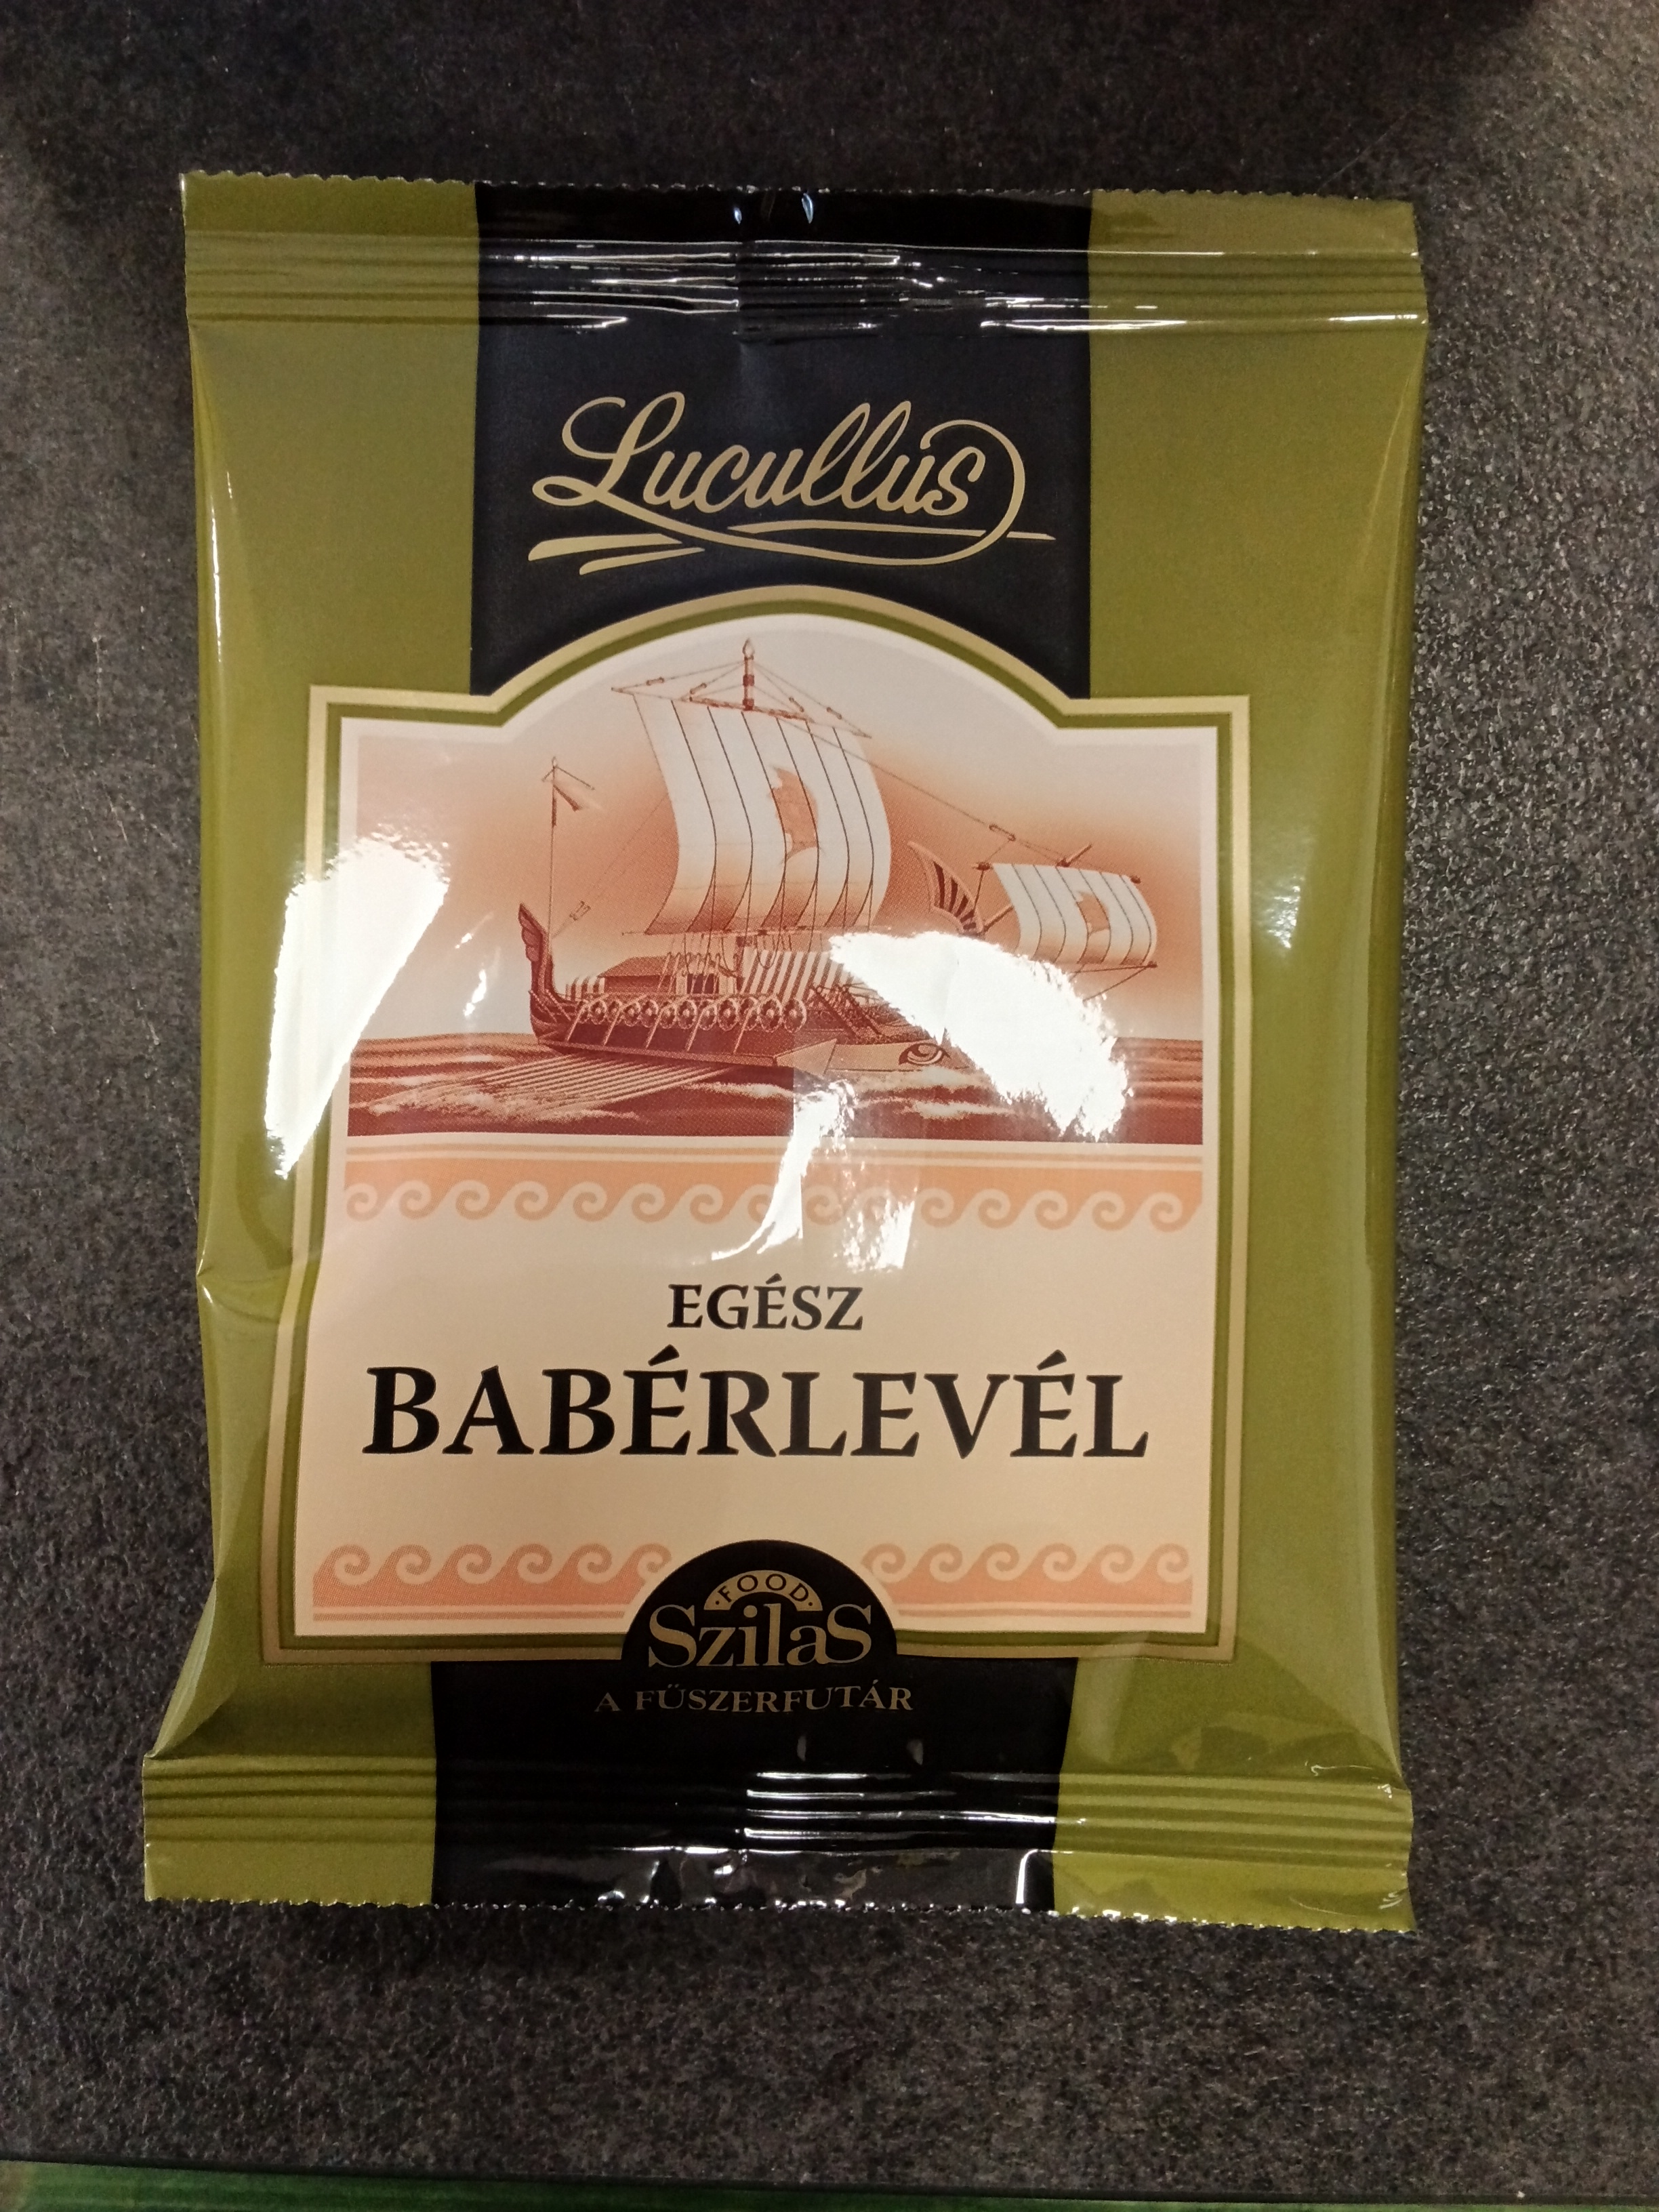 Lucullus
EGÉSZ
BABÉRLEVÉL
FOOD
SzilaS
A FŰSZERFUTÁR